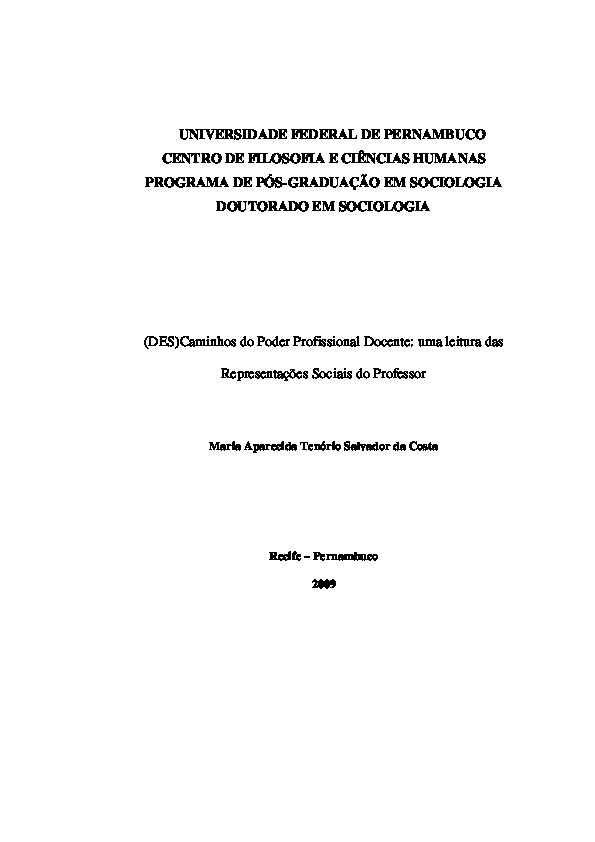 UNIVERSIDADE FEDERAL DE PERNAMBUCO
CENTRO DE FILOSOFIA E CIÊNCIAS HUMANAS
PROGRAMA DE PÓS-GRADUAÇÃO EM SOCIOLOGIA
DOUTORADO EM SOCIOLOGIA
(DES)Caminhos do Poder Profissional Docente: uma leitura das
Representações Sociais do Professor
Maria Aparecida Tenório Salvador da Costa
Recife – Pernambuco
2009